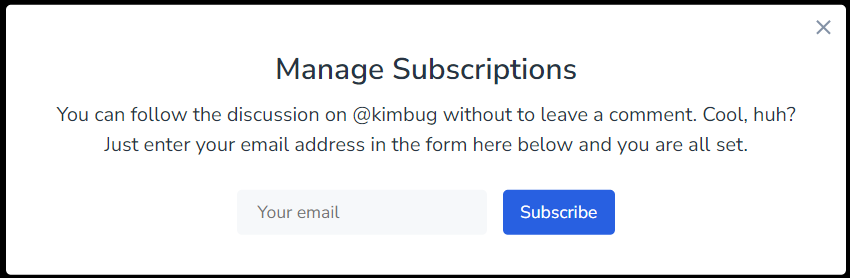 Manage Subscriptions
You can follow the discussion on @kimbug without to leave a comment. Cool, huh?
Just enter your email address in the form here below and you are all set.
Your email
Subscribe